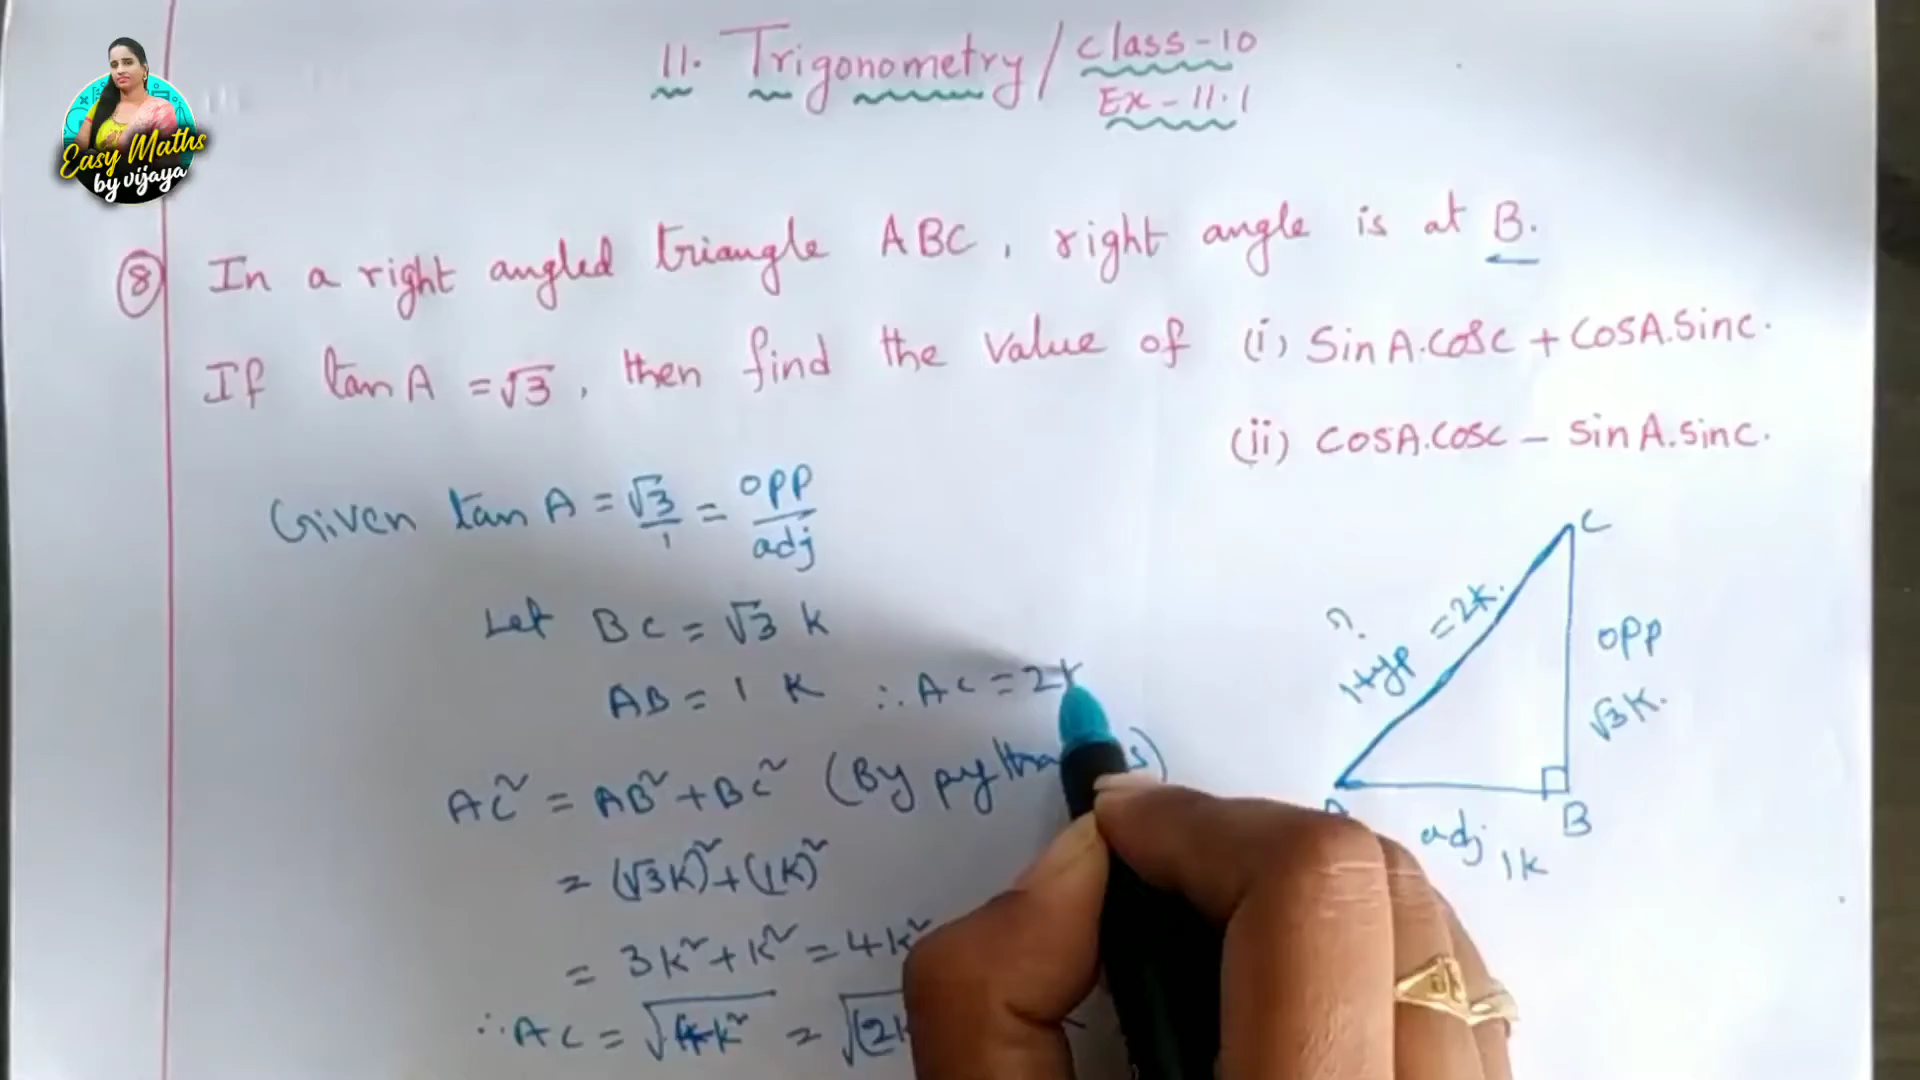 Easy Maths
by vijaya
11. Trigonometry / class-10
Ex-11.1
8 In a right angled triangle ABC, right angle is at B.
If tan A = √3, then find the value of (i) Sin A.Cosc + CosA.Sinc.
(ii) CosA.Cosc - Sin A.Sinc.
Given tan A = √3/1 = opp/adj
Let BC = √3 k
AB = 1 k ∴ AC = 2k
AC² = AB² + BC² (By
= (√3k)² + (1k)²
= 3k² + k² = 4k²
∴ AC = √4k² = √(2k
C
?
Hyp = 2k.
opp
√3k.
A
B
adj
1k